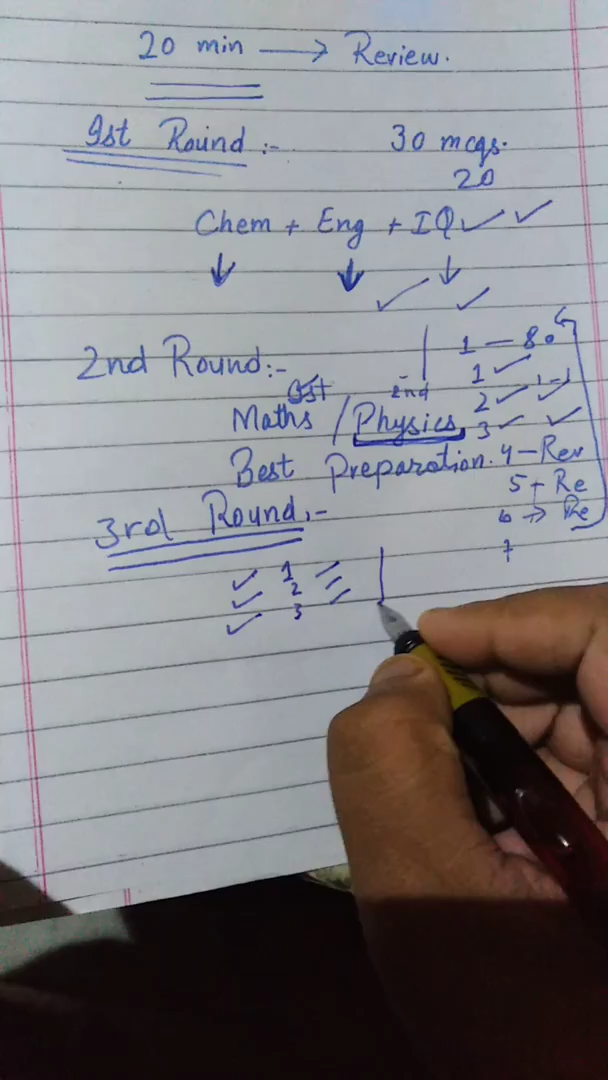 20 min → Review.
1st Round :- 30 mcqs.
20
Chem + Eng + IQ ✓ ✓
↓ ↓ ↓
✓ ✓
2nd Round:- 1 — 80
1 ✓
1st 2nd 2 ✓
Maths / Physics 3 ✓ ✓
Best Preparation. 4 - Rev
5 + Re
3rd Round :- 6 → Re
7
✓ 1
✓ 2
✓ 3